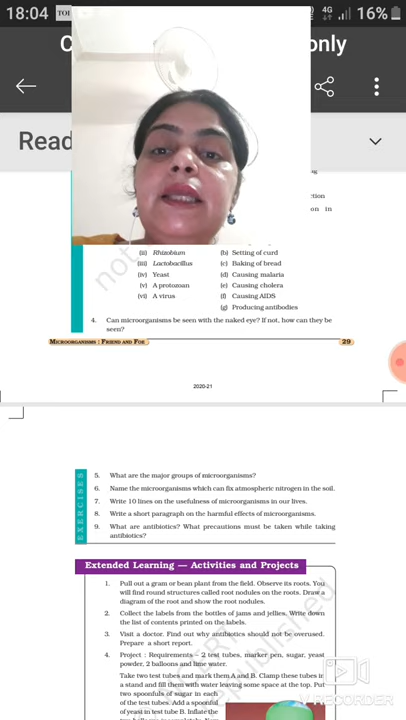 18:04 TOI 4G 16%
C only
Read
(ii) Rhizobium (b) Setting of curd
(iii) Lactobacillus (c) Baking of bread
(iv) Yeast (d) Causing malaria
(v) A protozoan (e) Causing cholera
(vi) A virus (f) Causing AIDS
(g) Producing antibodies
4. Can microorganisms be seen with the naked eye? If not, how can they be
seen?
MICROORGANISMS : FRIEND AND FOE 29
2020-21
EXERCISES
5. What are the major groups of microorganisms?
6. Name the microorganisms which can fix atmospheric nitrogen in the soil.
7. Write 10 lines on the usefulness of microorganisms in our lives.
8. Write a short paragraph on the harmful effects of microorganisms.
9. What are antibiotics? What precautions must be taken while taking
antibiotics?
Extended Learning — Activities and Projects
1. Pull out a gram or bean plant from the field. Observe its roots. You
will find round structures called root nodules on the roots. Draw a
diagram of the root and show the root nodules.
2. Collect the labels from the bottles of jams and jellies. Write down
the list of contents printed on the labels.
3. Visit a doctor. Find out why antibiotics should not be overused.
Prepare a short report.
4. Project : Requirements – 2 test tubes, marker pen, sugar, yeast
powder, 2 balloons and lime water.
Take two test tubes and mark them A and B. Clamp these tubes in
a stand and fill them with water leaving some space at the top. Put
two spoonfuls of sugar in each
of the test tubes. Add a spoonful
of yeast in test tube B. Inflate the
VR RECORDER